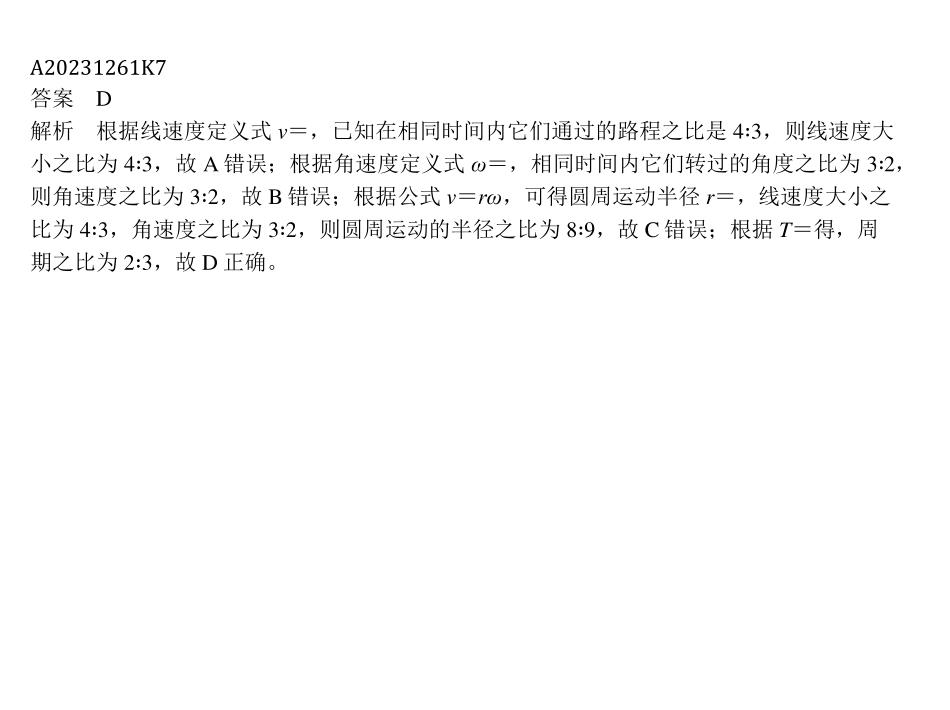 A20231261K7
答案　D
解析　根据线速度定义式 v＝，已知在相同时间内它们通过的路程之比是 4∶3，则线速度大
小之比为 4∶3，故 A 错误；根据角速度定义式 ω＝，相同时间内它们转过的角度之比为 3∶2，
则角速度之比为 3∶2，故 B 错误；根据公式 v＝rω，可得圆周运动半径 r＝，线速度大小之
比为 4∶3，角速度之比为 3∶2，则圆周运动的半径之比为 8∶9，故 C 错误；根据 T＝得，周
期之比为 2∶3，故 D 正确。